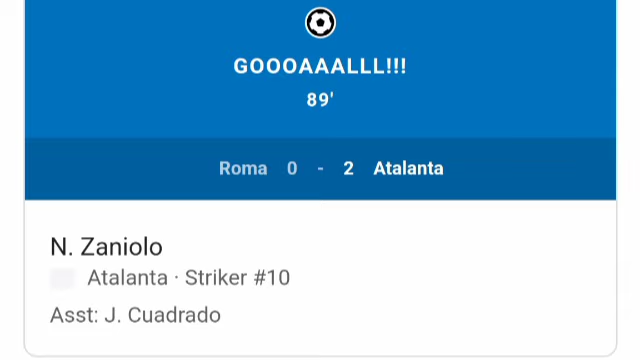 GOOOAAALLL!!!
89'
Roma 0 - 2 Atalanta
N. Zaniolo
Atalanta · Striker #10
Asst: J. Cuadrado